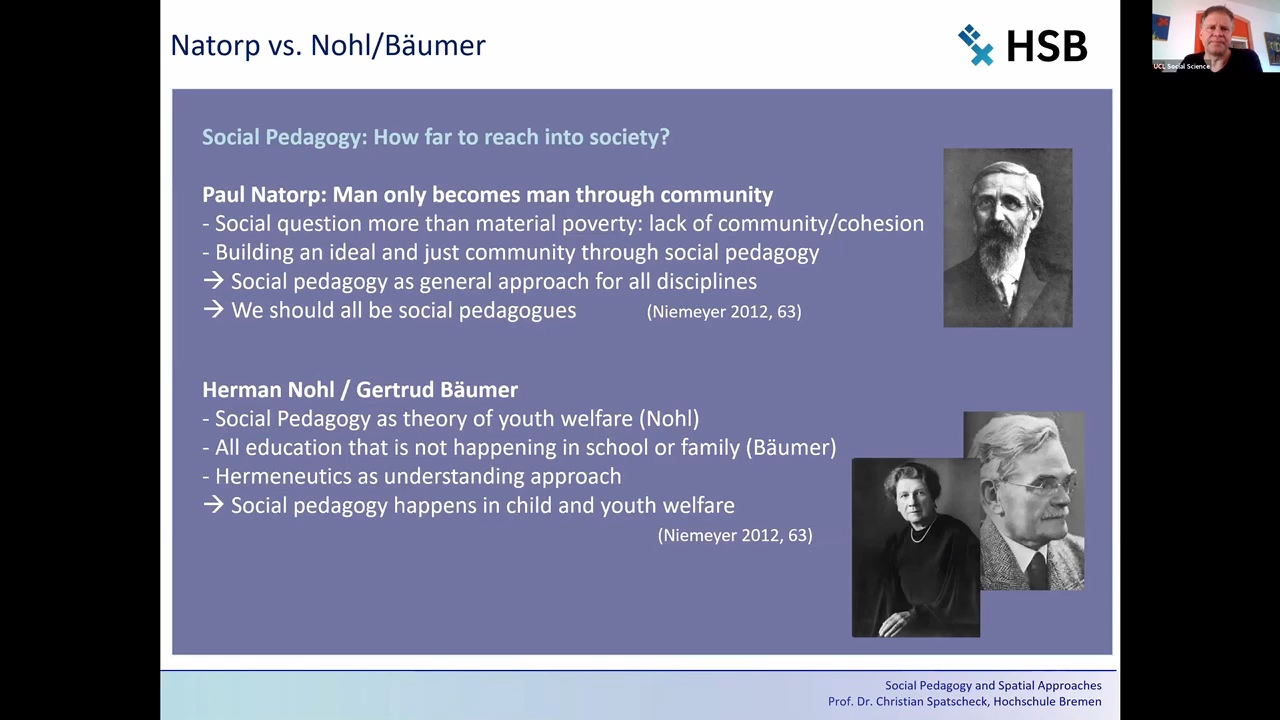 Natorp vs. Nohl/Bäumer
HSB
UCL Social Science
Social Pedagogy: How far to reach into society?
Paul Natorp: Man only becomes man through community
- Social question more than material poverty: lack of community/cohesion
- Building an ideal and just community through social pedagogy
→ Social pedagogy as general approach for all disciplines
→ We should all be social pedagogues (Niemeyer 2012, 63)
Herman Nohl / Gertrud Bäumer
- Social Pedagogy as theory of youth welfare (Nohl)
- All education that is not happening in school or family (Bäumer)
- Hermeneutics as understanding approach
→ Social pedagogy happens in child and youth welfare
(Niemeyer 2012, 63)
Social Pedagogy and Spatial Approaches
Prof. Dr. Christian Spatscheck, Hochschule Bremen